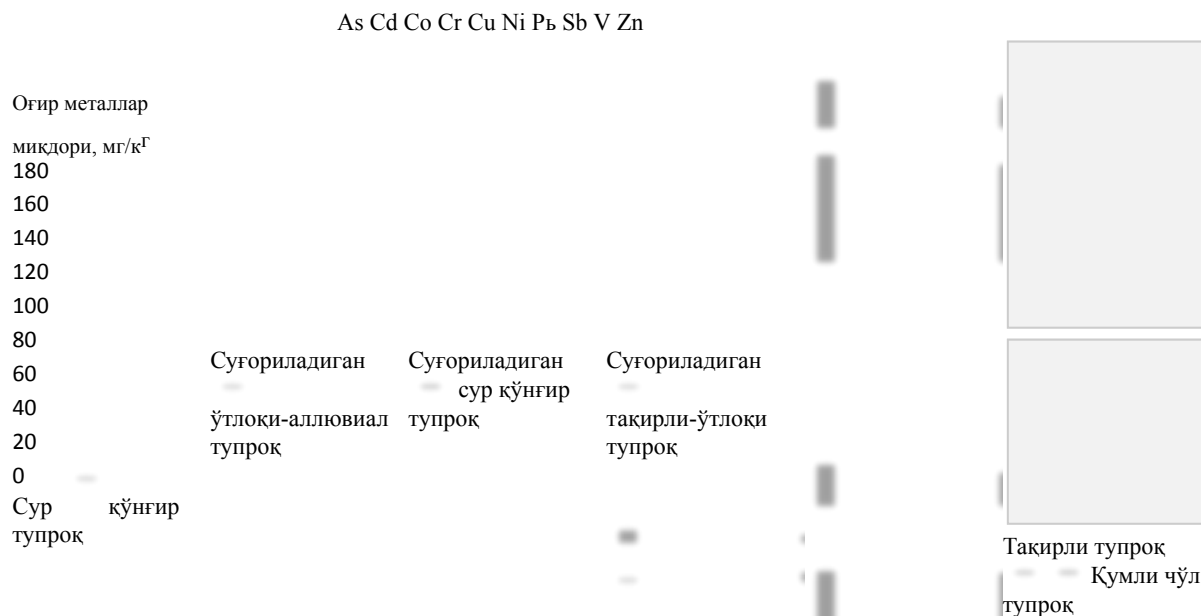 As Cd Co Cr Cu Ni Рь Sb V Zn
Оғир металлар
миқдори, мг/кг
180
160
140
120
100
80
60
40
20
0
Сур қўнғир
тупроқ
Суғориладиган
ўтлоқи-аллювиал
тупроқ
Суғориладиган
сур қўнғир
тупроқ
Суғориладиган
тақирли-ўтлоқи
тупроқ
Тақирли тупроқ
Қумли чўл
тупроқ